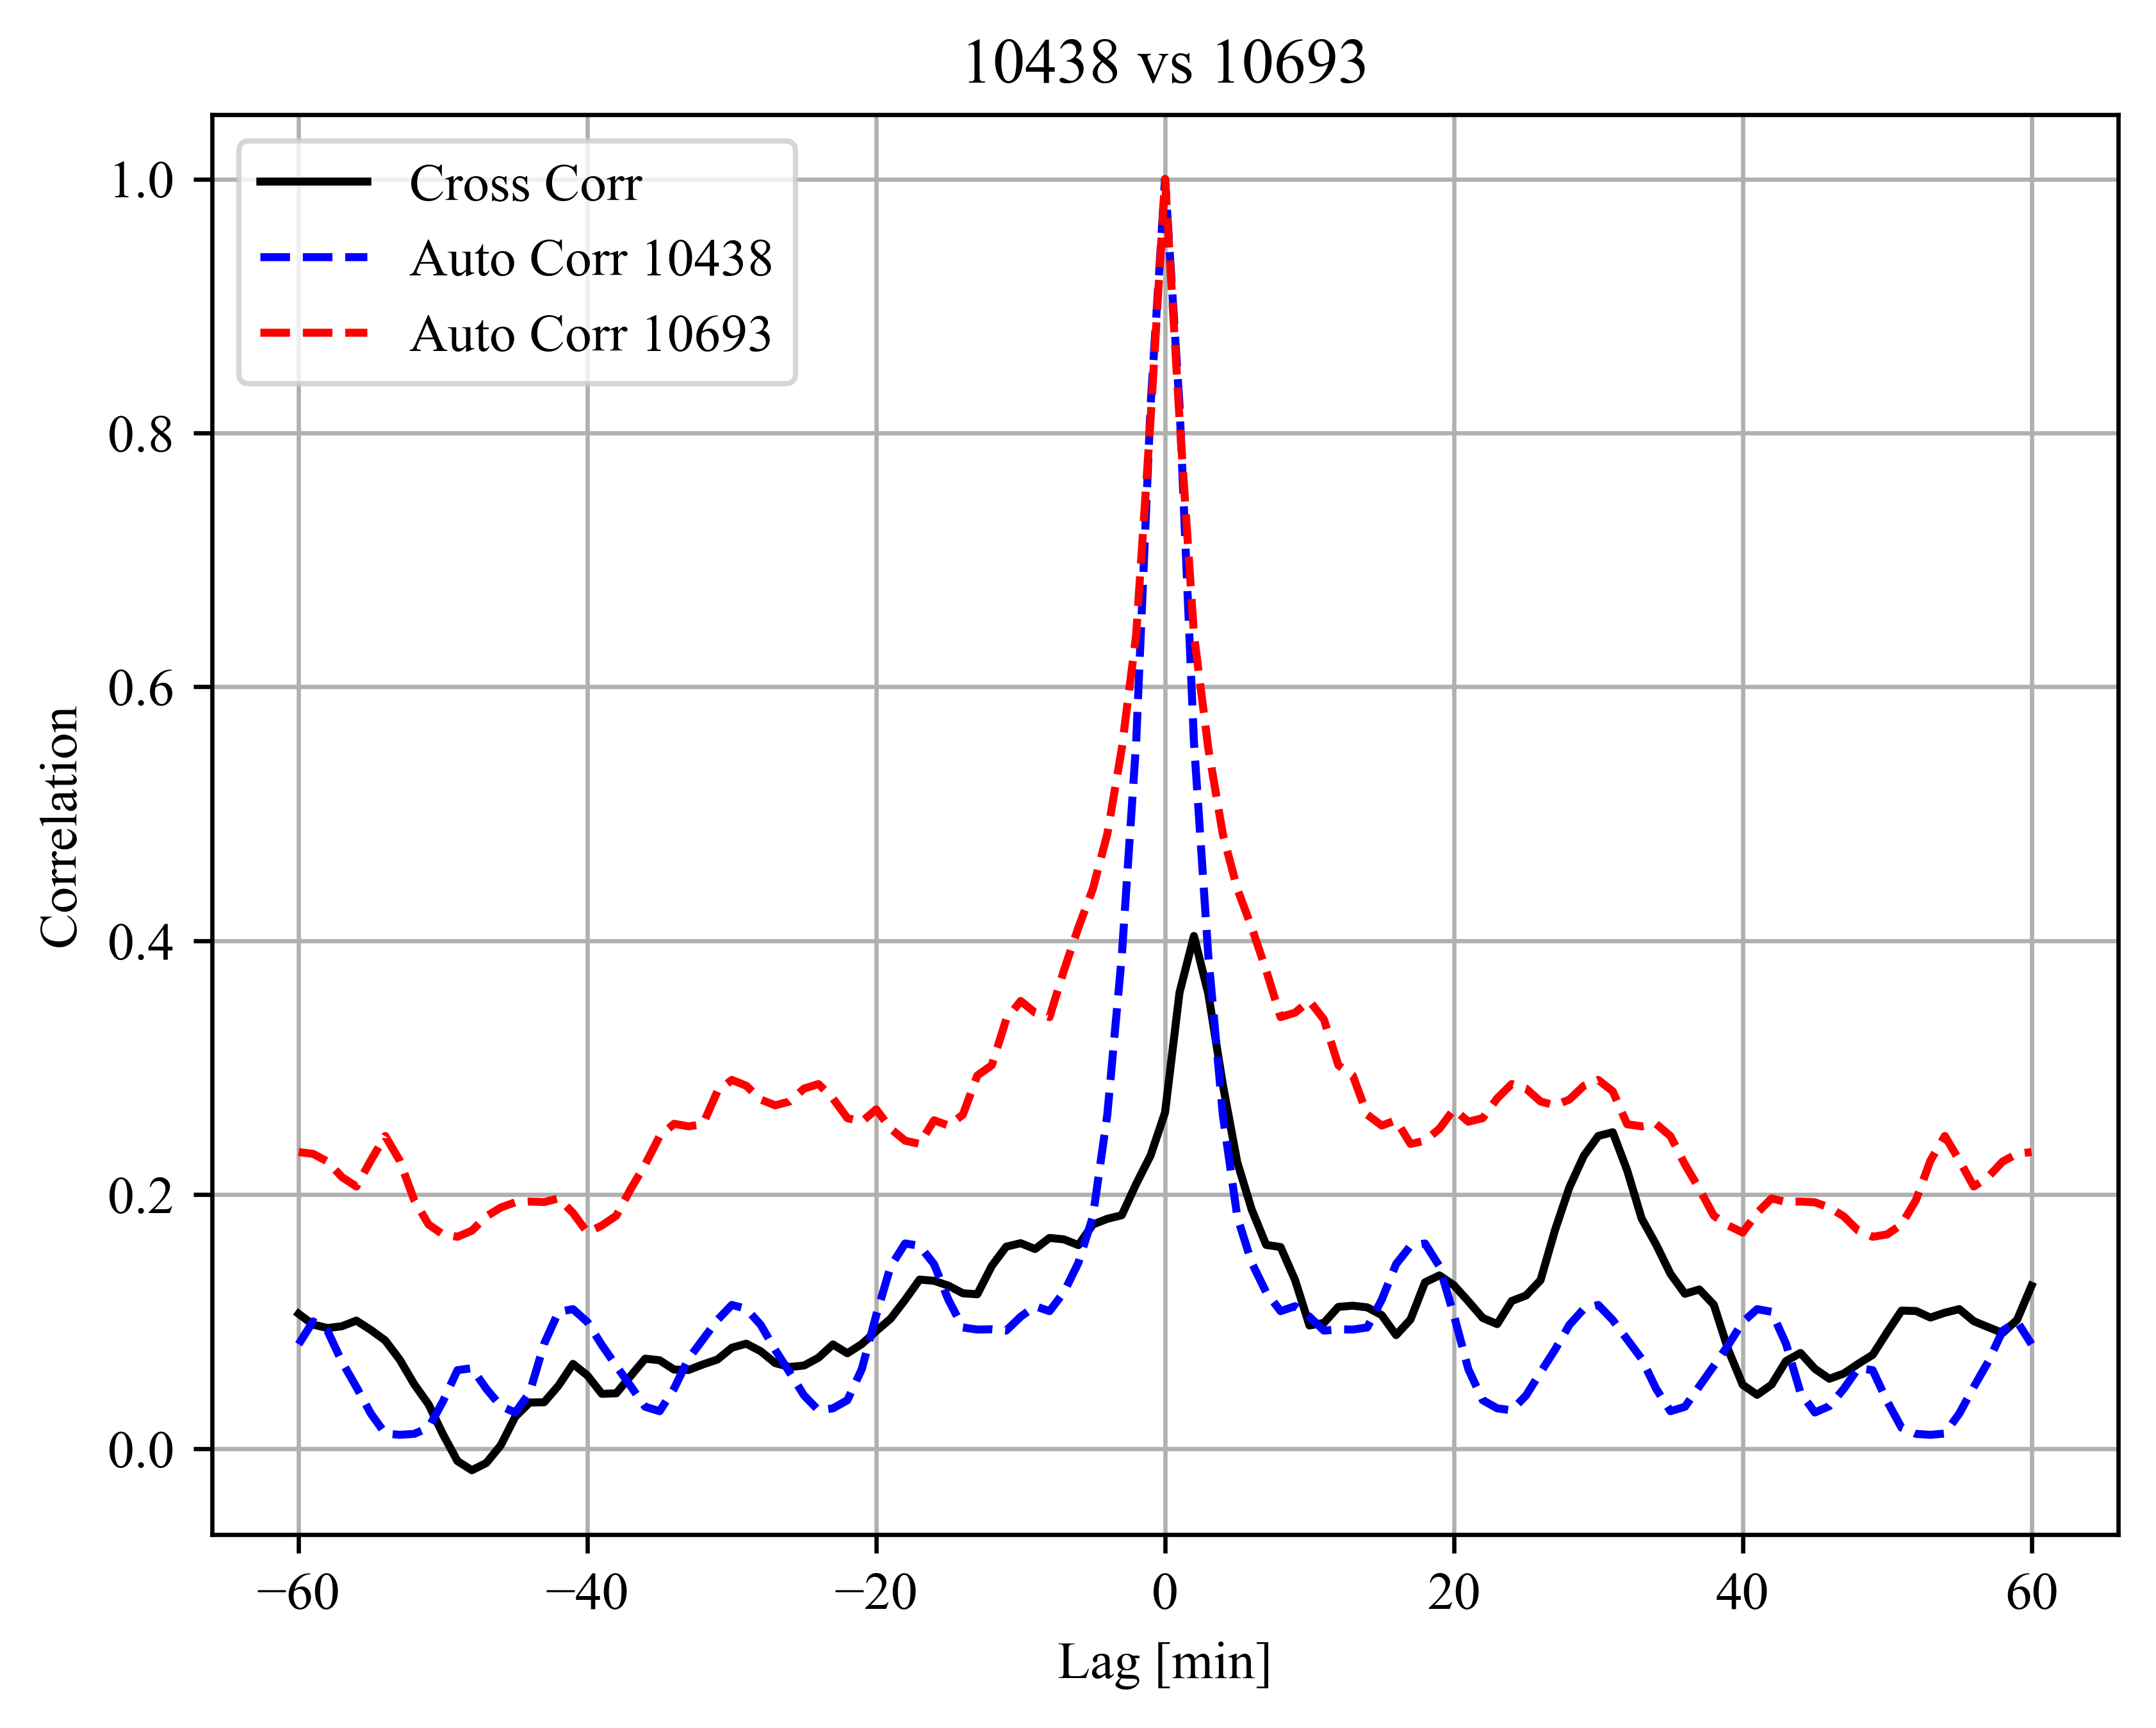 10438 vs 10693
Cross Corr
Auto Corr 10438
Auto Corr 10693
1.0
0.8
0.6
0.4
0.2
0.0
Correlation
−60 −40 −20 0 20 40 60
Lag [min]